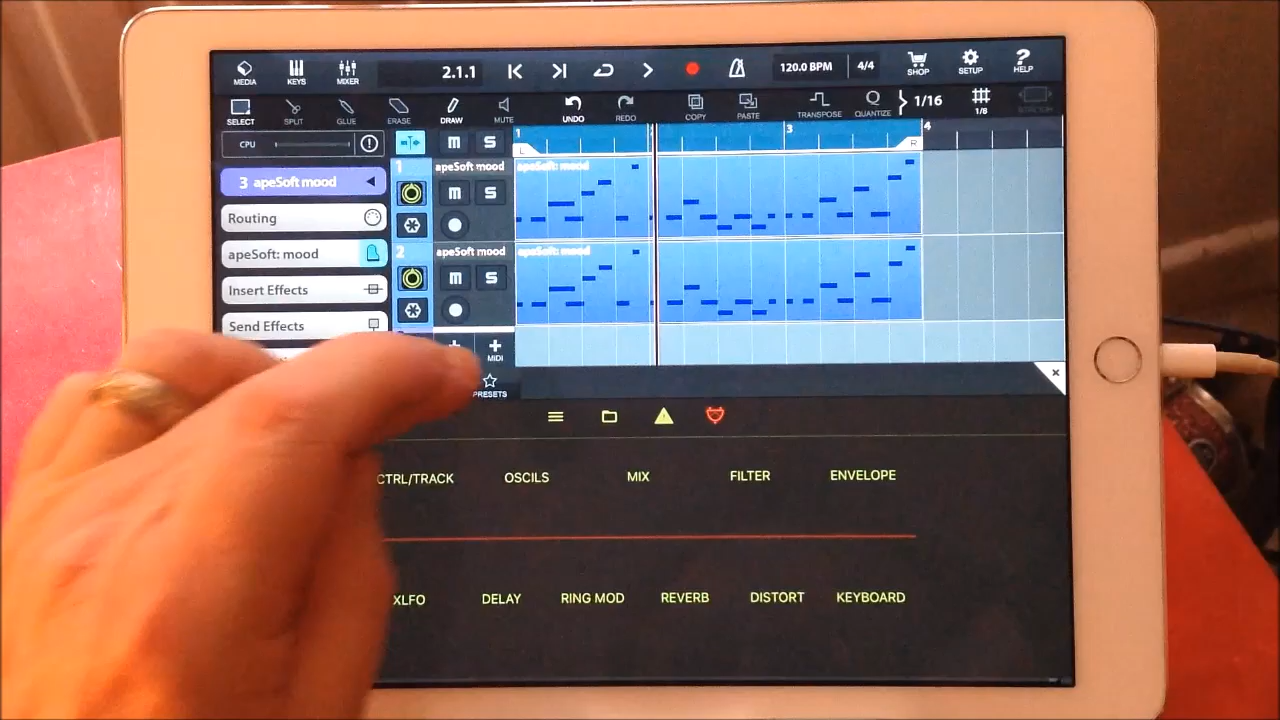 MEDIA KEYS MIXER 2.1.1 120.0 BPM 4/4 SHOP SETUP HELP
SELECT SPLIT GLUE ERASE DRAW MUTE UNDO REDO COPY PASTE TRANSPOSE QUANTIZE 1/16 1/8
CPU M S 1 3 4
L R
3 apeSoft mood
1 apeSoft mood apeSoft: mood
M S
Routing
2 apeSoft mood apeSoft: mood
apeSoft: mood
M S
Insert Effects
Send Effects
MIDI
PRESETS
CTRL/TRACK OSCILS MIX FILTER ENVELOPE
XLFO DELAY RING MOD REVERB DISTORT KEYBOARD